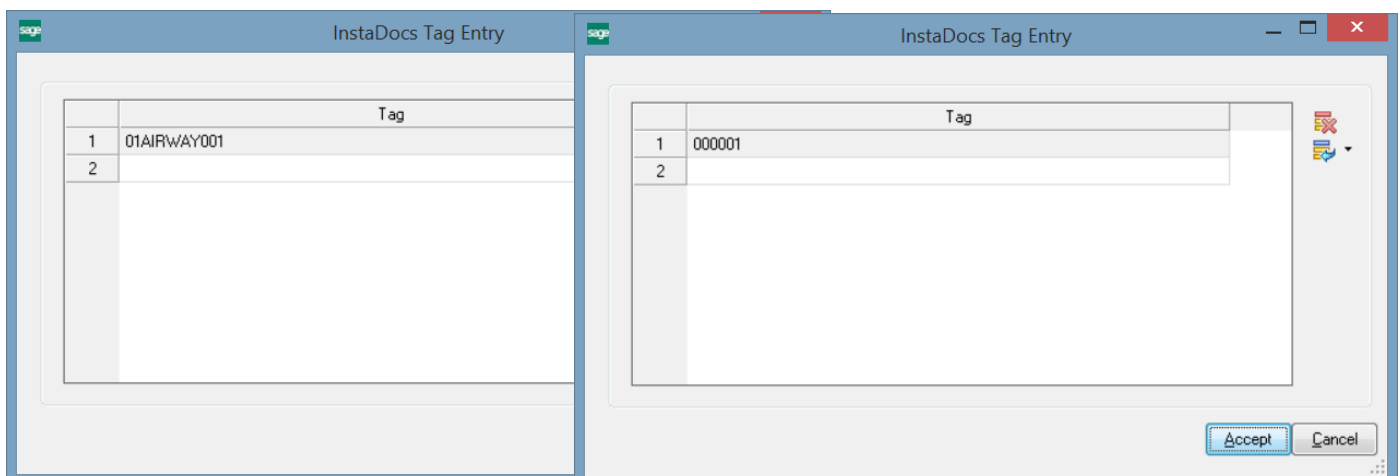 sage
InstaDocs Tag Entry
Tag
1 01AIRWAY001
2
sage
InstaDocs Tag Entry
Tag
1 000001
2
Accept Cancel